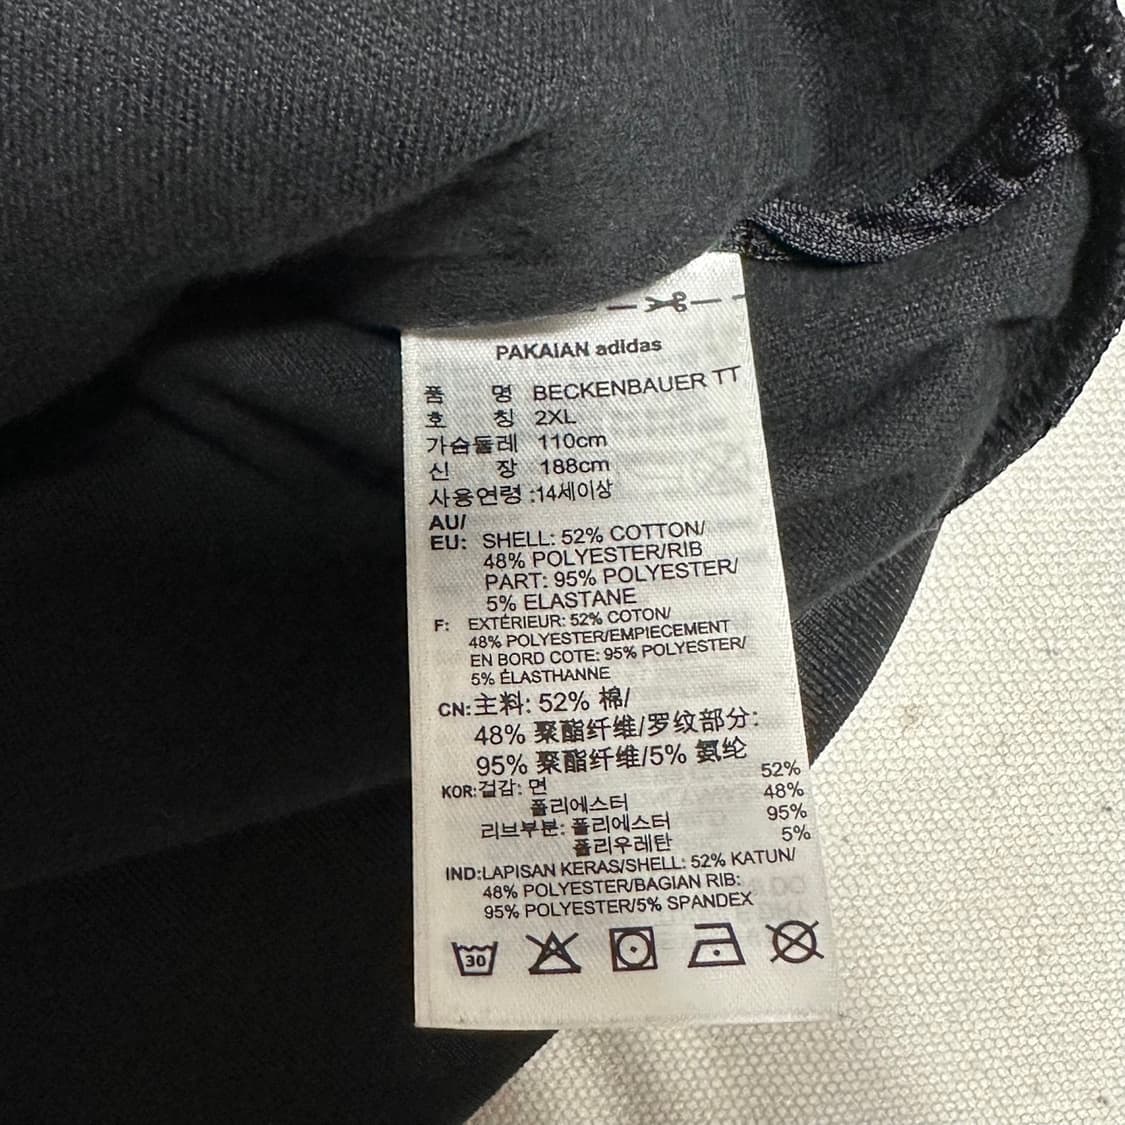 PAKAIAN adidas
품 명 BECKENBAUER TT
호 칭 2XL
가슴둘레 110cm
신 장 188cm
사용연령 :14세이상
AU/
EU: SHELL: 52% COTTON/
48% POLYESTER/RIB
PART: 95% POLYESTER/
5% ELASTANE
F: EXTÉRIEUR: 52% COTON/
48% POLYESTER/EMPIECEMENT
EN BORD COTE: 95% POLYESTER/
5% ÉLASTHANNE
CN:主料: 52% 棉/
48% 聚酯纤维/罗纹部分:
95% 聚酯纤维/5% 氨纶
KOR:걸감: 면 52%
폴리에스터 48%
리브부분: 폴리에스터 95%
폴리우레탄 5%
IND:LAPISAN KERAS/SHELL: 52% KATUN/
48% POLYESTER/BAGIAN RIB:
95% POLYESTER/5% SPANDEX
30